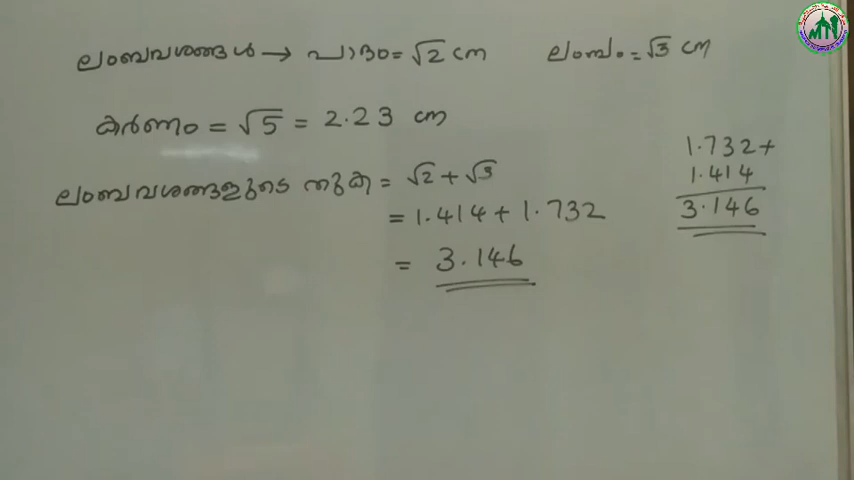 ലംബവശങ്ങൾ → പാദം = √2 cm ലംബം = √3 cm
കർണം = √5 = 2.23 cm
ലംബവശങ്ങളുടെ തുക = √2 + √3
= 1.414 + 1.732
= 3.146
1.732+
1.414
3.146